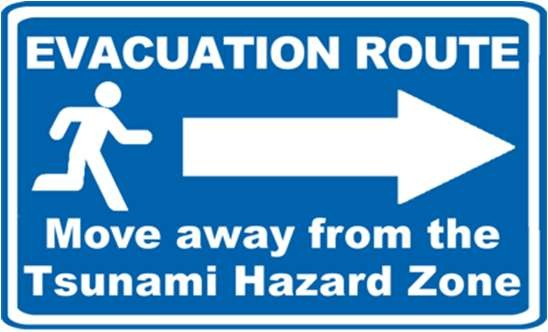 EVACUATION ROUTE
Move away from the
Tsunami Hazard Zone